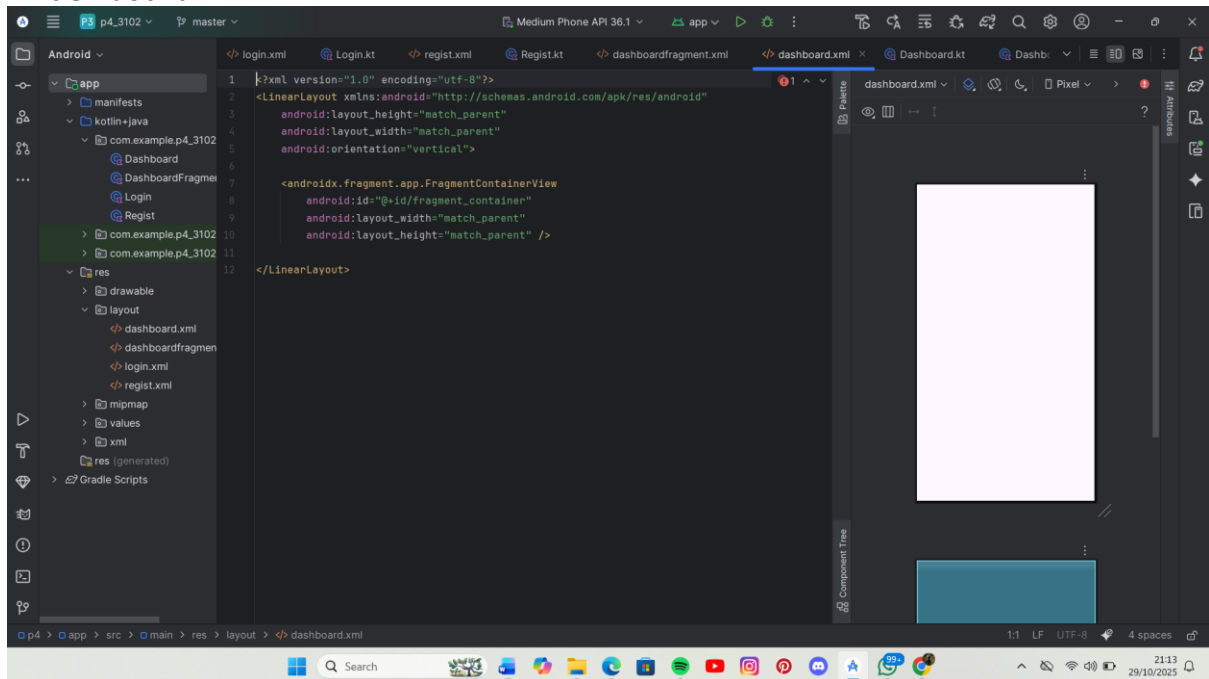 P3 p4_3102 master Medium Phone API 36.1 app
Android
login.xml Login.kt regist.xml Regist.kt dashboardfragment.xml dashboard.xml Dashboard.kt Dashbo
app
manifests
kotlin+java
com.example.p4_3102
Dashboard
DashboardFragme
Login
Regist
com.example.p4_3102
com.example.p4_3102
res
drawable
layout
dashboard.xml
dashboardfragmen
login.xml
regist.xml
mipmap
values
xml
res (generated)
Gradle Scripts
1 <?xml version="1.0" encoding="utf-8"?>
2 <LinearLayout xmlns:android="http://schemas.android.com/apk/res/android"
3 android:layout_height="match_parent"
4 android:layout_width="match_parent"
5 android:orientation="vertical">
6
7 <androidx.fragment.app.FragmentContainerView
8 android:id="@+id/fragment_container"
9 android:layout_width="match_parent"
10 android:layout_height="match_parent" />
11
12 </LinearLayout>
1
Palette
Component Tree
dashboard.xml Pixel
?
Attributes
p4 > app > src > main > res > layout > dashboard.xml
1:1 LF UTF-8 4 spaces
Search
99+
21:13
29/10/2025